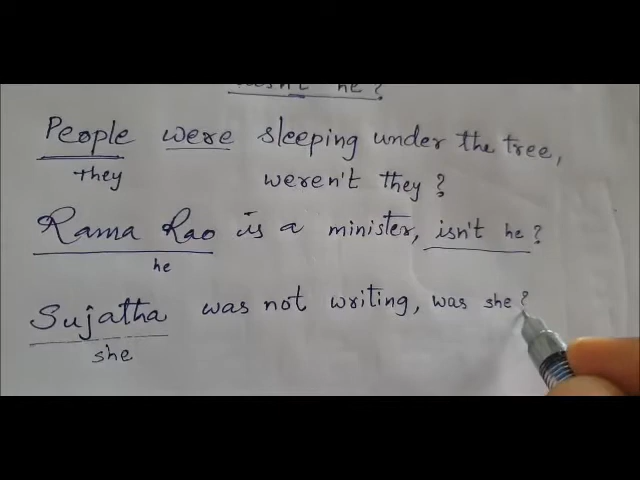 he?
People were sleeping under the tree,
they weren't they?
Rama Rao is a minister, isn't he?
he
Sujatha was not writing, was she?
she